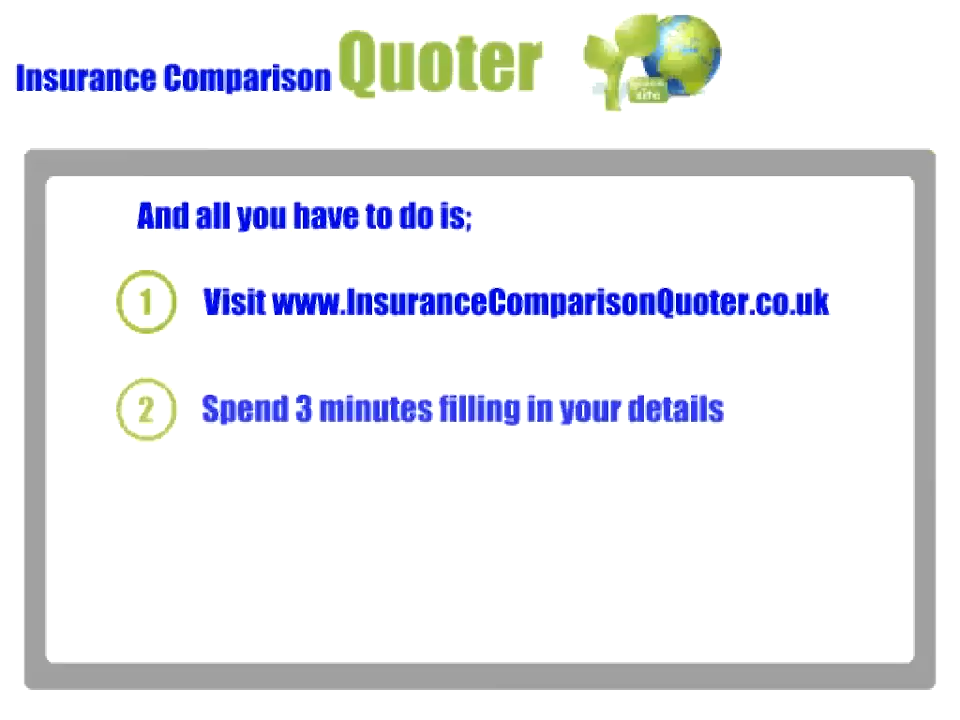 Insurance Comparison Quoter
site
And all you have to do is;
1 Visit www.InsuranceComparisonQuoter.co.uk
2 Spend 3 minutes filling in your details